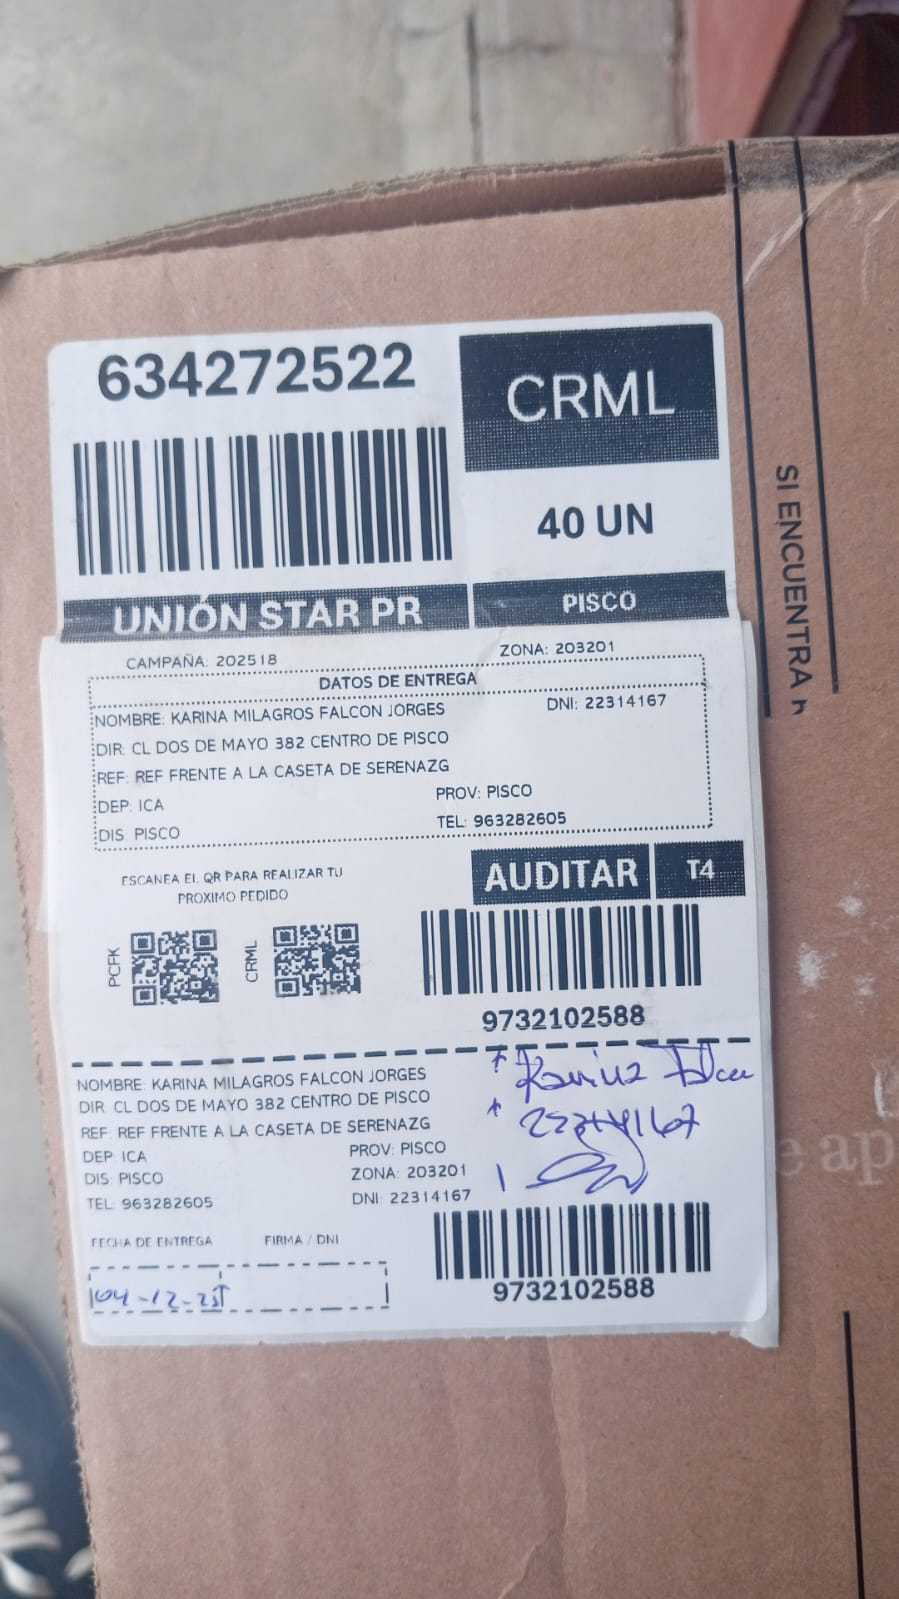 634272522
CRML
40 UN
UNIÓN STAR PR
PISCO
CAMPAÑA: 202518
ZONA: 203201
DATOS DE ENTREGA
NOMBRE: KARINA MILAGROS FALCON JORGES DNI: 22314167
DIR: CL DOS DE MAYO 382 CENTRO DE PISCO
REF: REF FRENTE A LA CASETA DE SERENAZG
DEP: ICA PROV: PISCO
DIS PISCO TEL: 963282605
ESCANEA EL QR PARA REALIZAR TU
PROXIMO PEDIDO
AUDITAR T4
PCFK
CRML
9732102588
NOMBRE: KARINA MILAGROS FALCON JORGES
DIR: CL DOS DE MAYO 382 CENTRO DE PISCO
REF: REF FRENTE A LA CASETA DE SERENAZG
DEP: ICA PROV: PISCO
DIS: PISCO ZONA: 203201
TEL: 963282605 DNI: 22314167
Karina
FECHA DE ENTREGA FIRMA / DNI
04-12-25
9732102588
SI ENCUENTRA
e ap